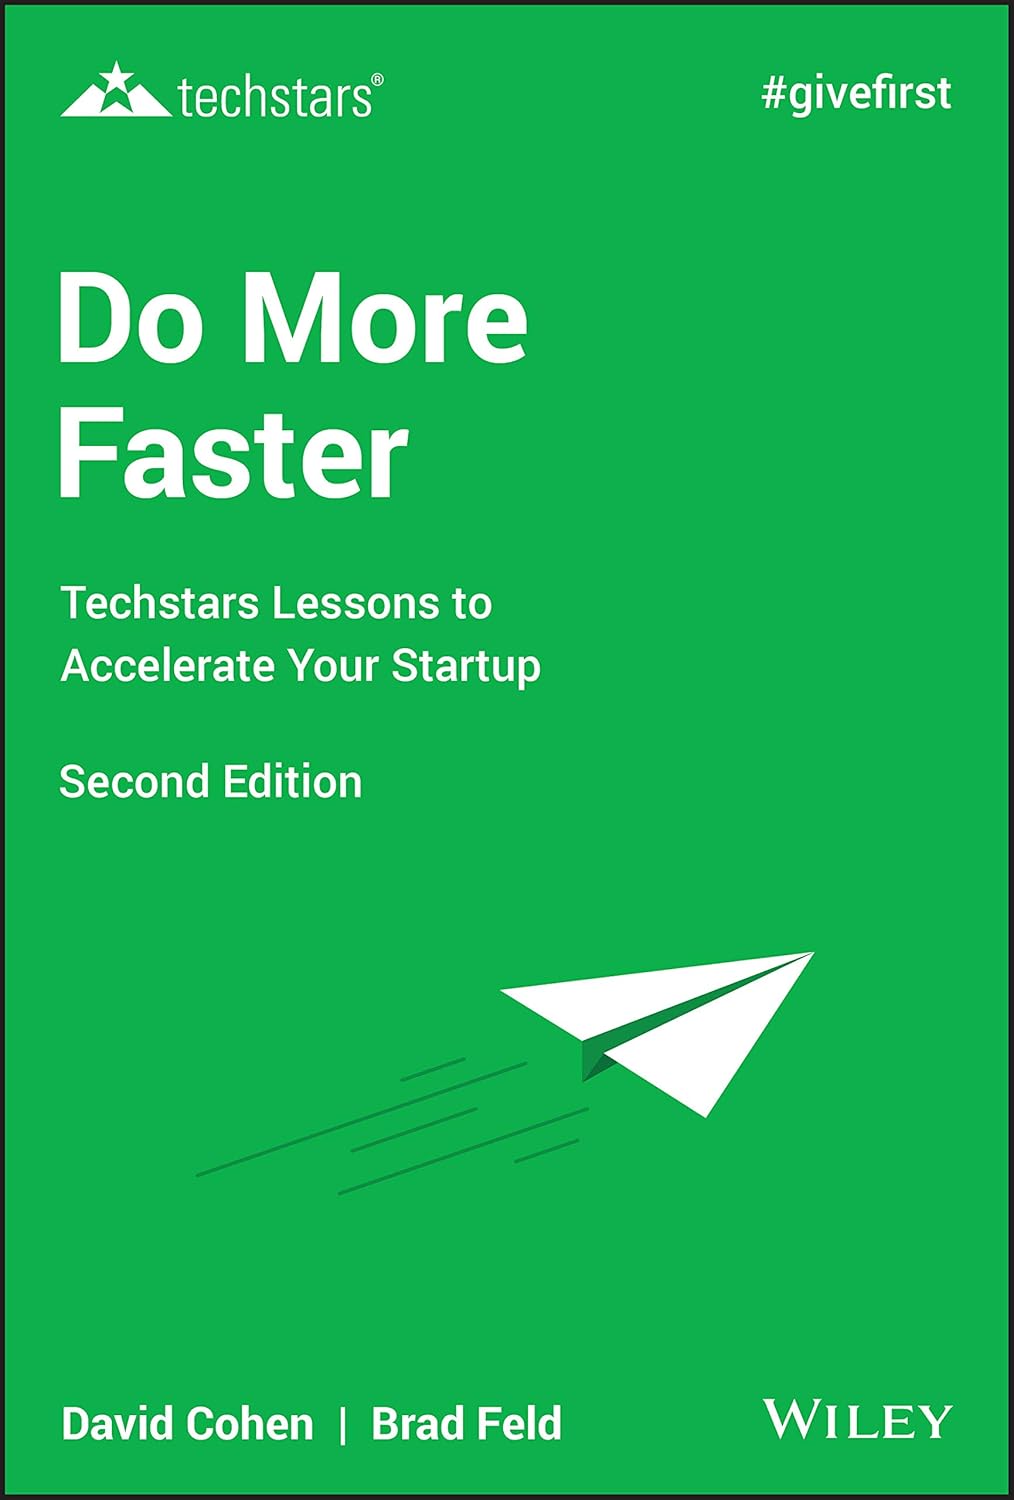 techstars®
#givefirst
Do More
Faster
Techstars Lessons to
Accelerate Your Startup
Second Edition
David Cohen | Brad Feld
WILEY